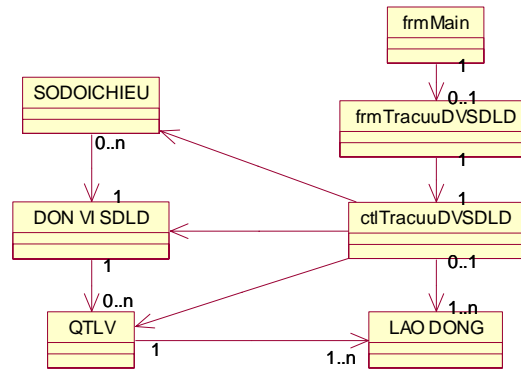 frmMain
1
SODOICHIEU
0..1
frmTracuuDVSDLD
0..n
1
1
1
DON VI SDLD
ctlTracuuDVSDLD
1
0..1
0..n
1..n
QTLV
LAO DONG
1
1..n